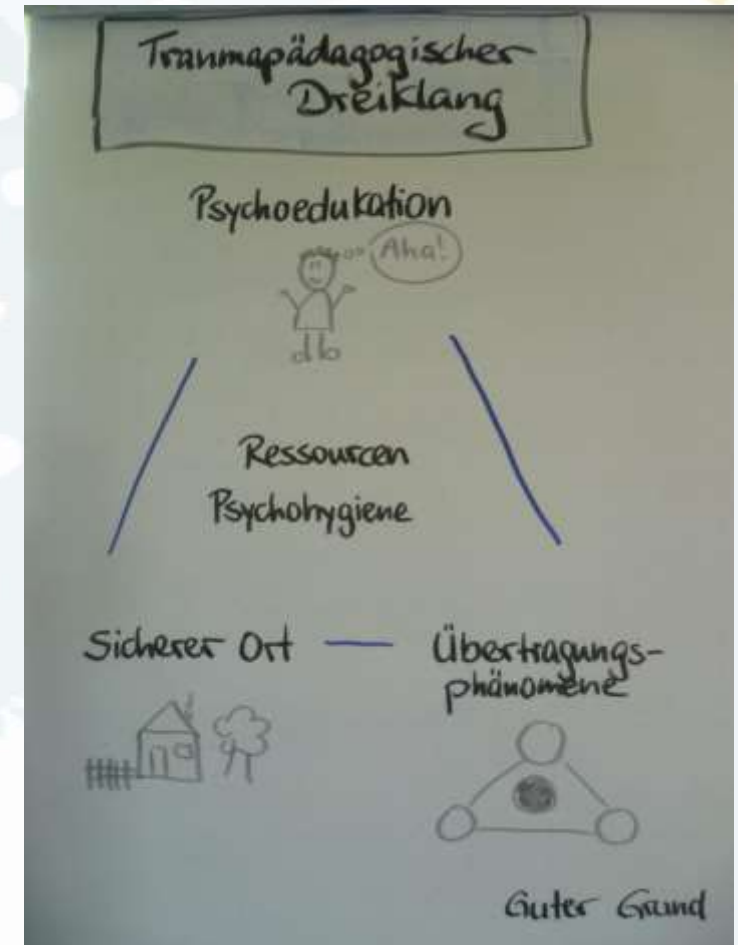 Traumapädagogischer
Dreiklang
Psychoedukation
Aha!
Ressourcen
Psychohygiene
Sicherer Ort
Übertragungs-
phänomene
Guter Grund